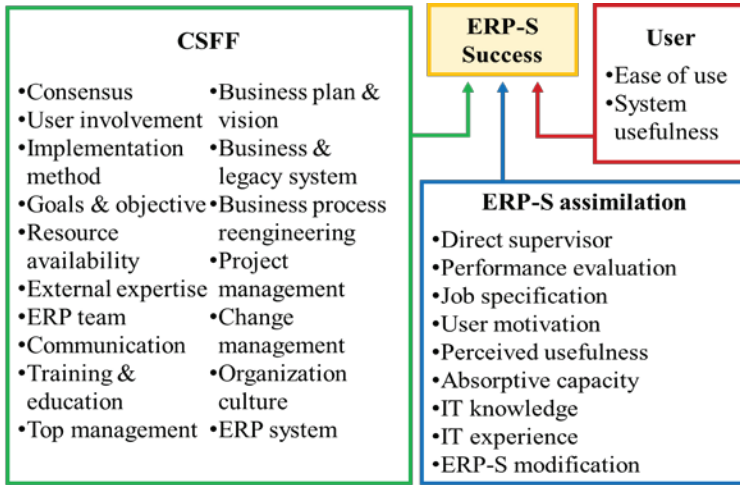 CSFF
•Consensus
•User involvement
•Implementation
method
•Goals & objective
•Resource
availability
•External expertise
•ERP team
•Communication
•Training &
education
•Top management
•Business plan &
vision
•Business &
legacy system
•Business process
reengineering
•Project
management
•Change
management
•Organization
culture
•ERP system
ERP-S
Success
User
•Ease of use
•System
usefulness
ERP-S assimilation
•Direct supervisor
•Performance evaluation
•Job specification
•User motivation
•Perceived usefulness
•Absorptive capacity
•IT knowledge
•IT experience
•ERP-S modification